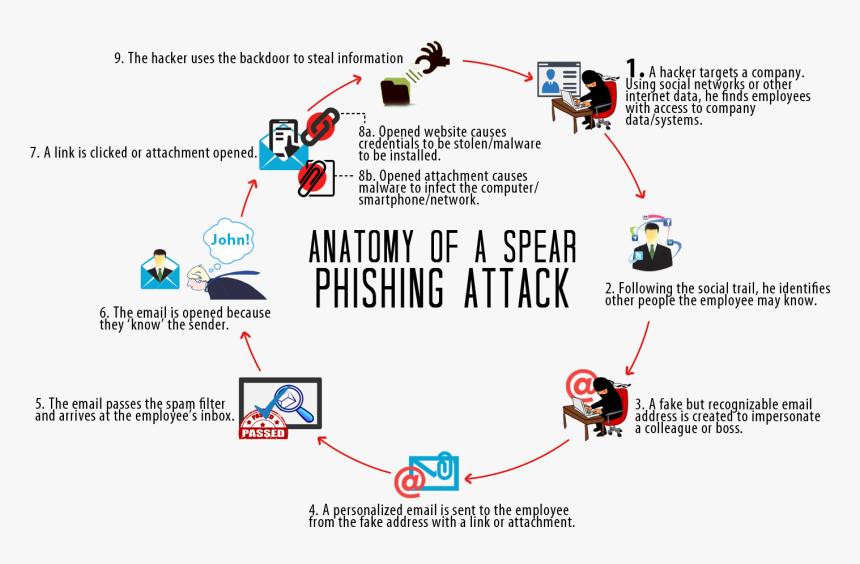 9. The hacker uses the backdoor to steal information
1. A hacker targets a company.
Using social networks or other
internet data, he finds employees
with access to company
data/systems.
8a. Opened website causes
credentials to be stolen/malware
to be installed.
7. A link is clicked or attachment opened.
8b. Opened attachment causes
malware to infect the computer/
smartphone/network.
John!
ANATOMY OF A SPEAR
PHISHING ATTACK
2. Following the social trail, he identifies
other people the employee may know.
6. The email is opened because
they 'know' the sender.
5. The email passes the spam filter
and arrives at the employee's inbox.
PASSED
@
3. A fake but recognizable email
address is created to impersonate
a colleague or boss.
@
4. A personalized email is sent to the employee
from the fake address with a link or attachment.